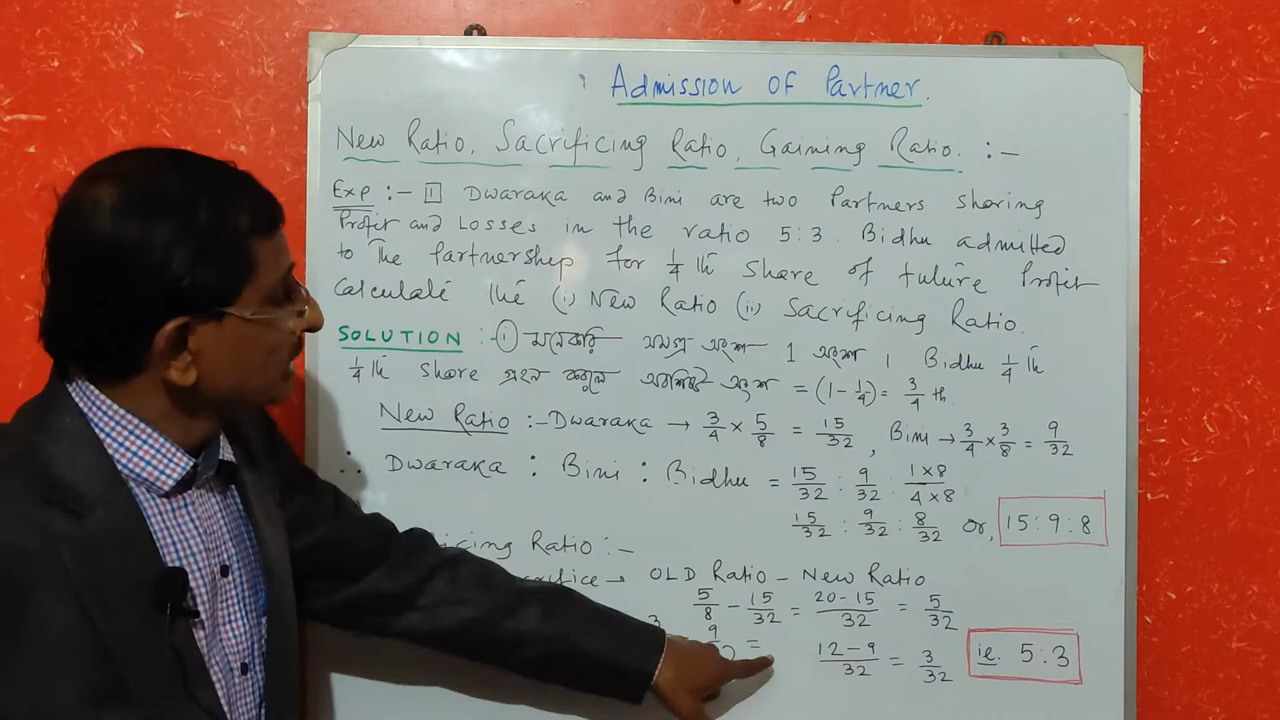 Admission of Partner.
New Ratio, Sacrificing Ratio, Gaining Ratio. :-
Exp :- 1 Dwaraka and Bini are two Partners sharing
Profit and Losses in the ratio 5:3. Bidhu admitted
to the Partnership for 1/4 th share of future Profit
Calculate the (i) New Ratio (ii) Sacrificing Ratio.
SOLUTION :- (i) মনেকরি সমগ্র অংশ 1 অংশ । Bidhu 1/4 th
1/4 th share গ্রহন করলে অবশিষ্ট অংশ = (1 - 1/4) = 3/4 th
New Ratio :- Dwaraka → 3/4 × 5/8 = 15/32, Bini → 3/4 × 3/8 = 9/32
∴ Dwaraka : Bini : Bidhu = 15/32 : 9/32 : 1×8/4×8
15/32 : 9/32 : 8/32 or, 15:9:8
icing Ratio :-
→ OLD Ratio - New Ratio
5/8 - 15/32 = 20-15/32 = 5/32
= 12-9/32 = 3/32 ie. 5:3